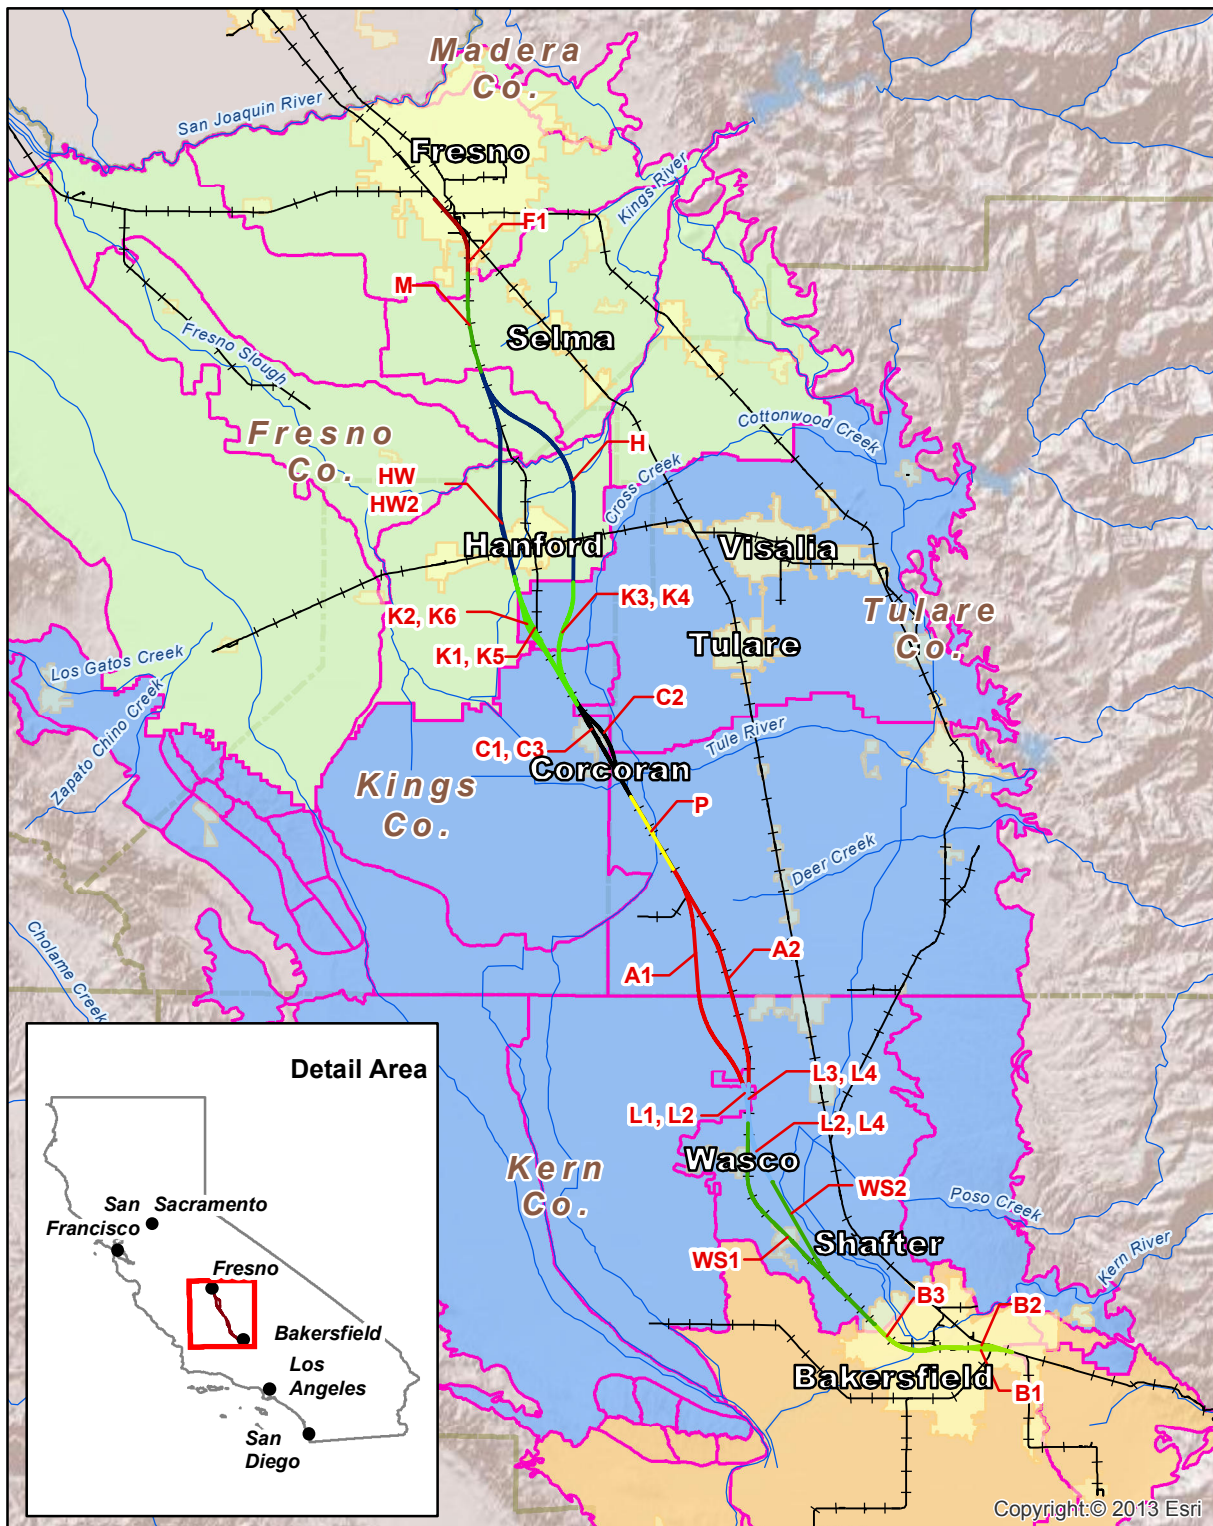 Madera
Co.
San Joaquin River
Fresno
Kings River
F1
M
Selma
Fresno Slough
Fresno
Co.
Cottonwood Creek
H
HW
HW2
Cross Creek
Hanford
Visalia
K3, K4
K2, K6
Tulare
Co.
Tulare
K1, K5
Los Gatos Creek
Zapato Chino Creek
C2
Tule River
C1, C3
Corcoran
Kings
Co.
P
Deer Creek
Cholame Creek
A2
A1
Detail Area
L3, L4
L1, L2
L2, L4
Wasco
Kern
Co.
WS2
Poso Creek
Shafter
WS1
Kern River
B3
B2
Bakersfield
B1
San
Francisco
Sacramento
Fresno
Bakersfield
Los
Angeles
San
Diego
Copyright:© 2013 Esri